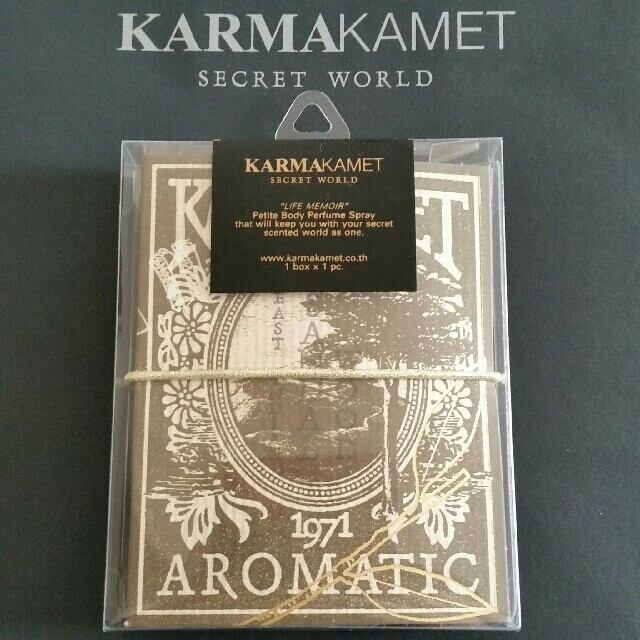 KARMAKAMET
SECRET WORLD
KARMAKAMET
SECRET WORLD
"LIFE MEMOIR"
Petite Body Perfume Spray
that will keep you with your secret
scented world as one.
www.karmakamet.co.th
1 box x 1 pc.
EAST
1971
AROMATIC